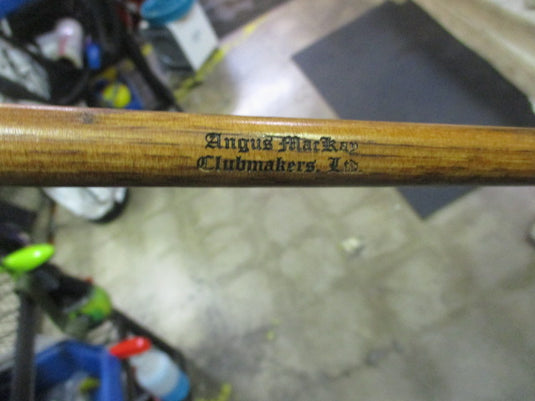 Angus MacKay
Clubmakers, Ltd.